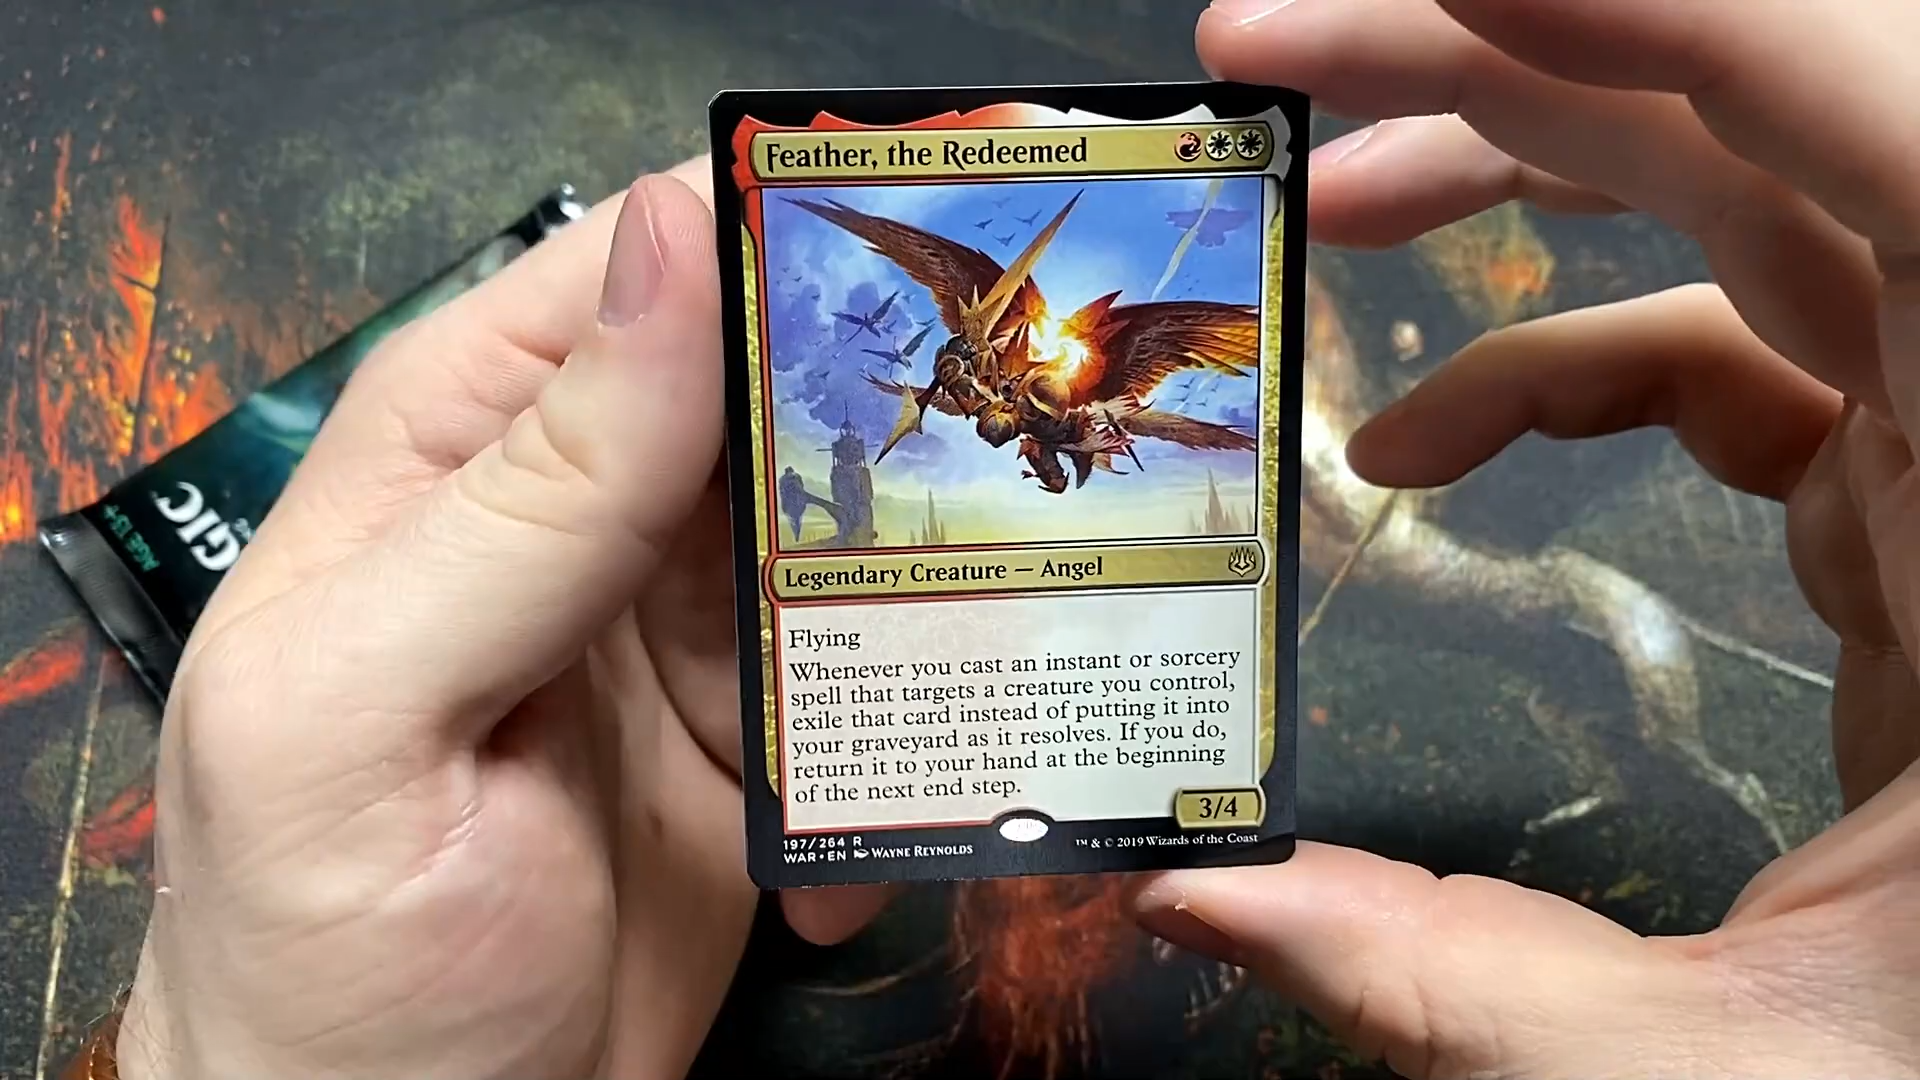 Feather, the Redeemed
Legendary Creature — Angel
Flying
Whenever you cast an instant or sorcery
spell that targets a creature you control,
exile that card instead of putting it into
your graveyard as it resolves. If you do,
return it to your hand at the beginning
of the next end step.
3/4
197/264 R
WAR • EN WAYNE REYNOLDS
™ & © 2019 Wizards of the Coast
GIC
AGE 13+